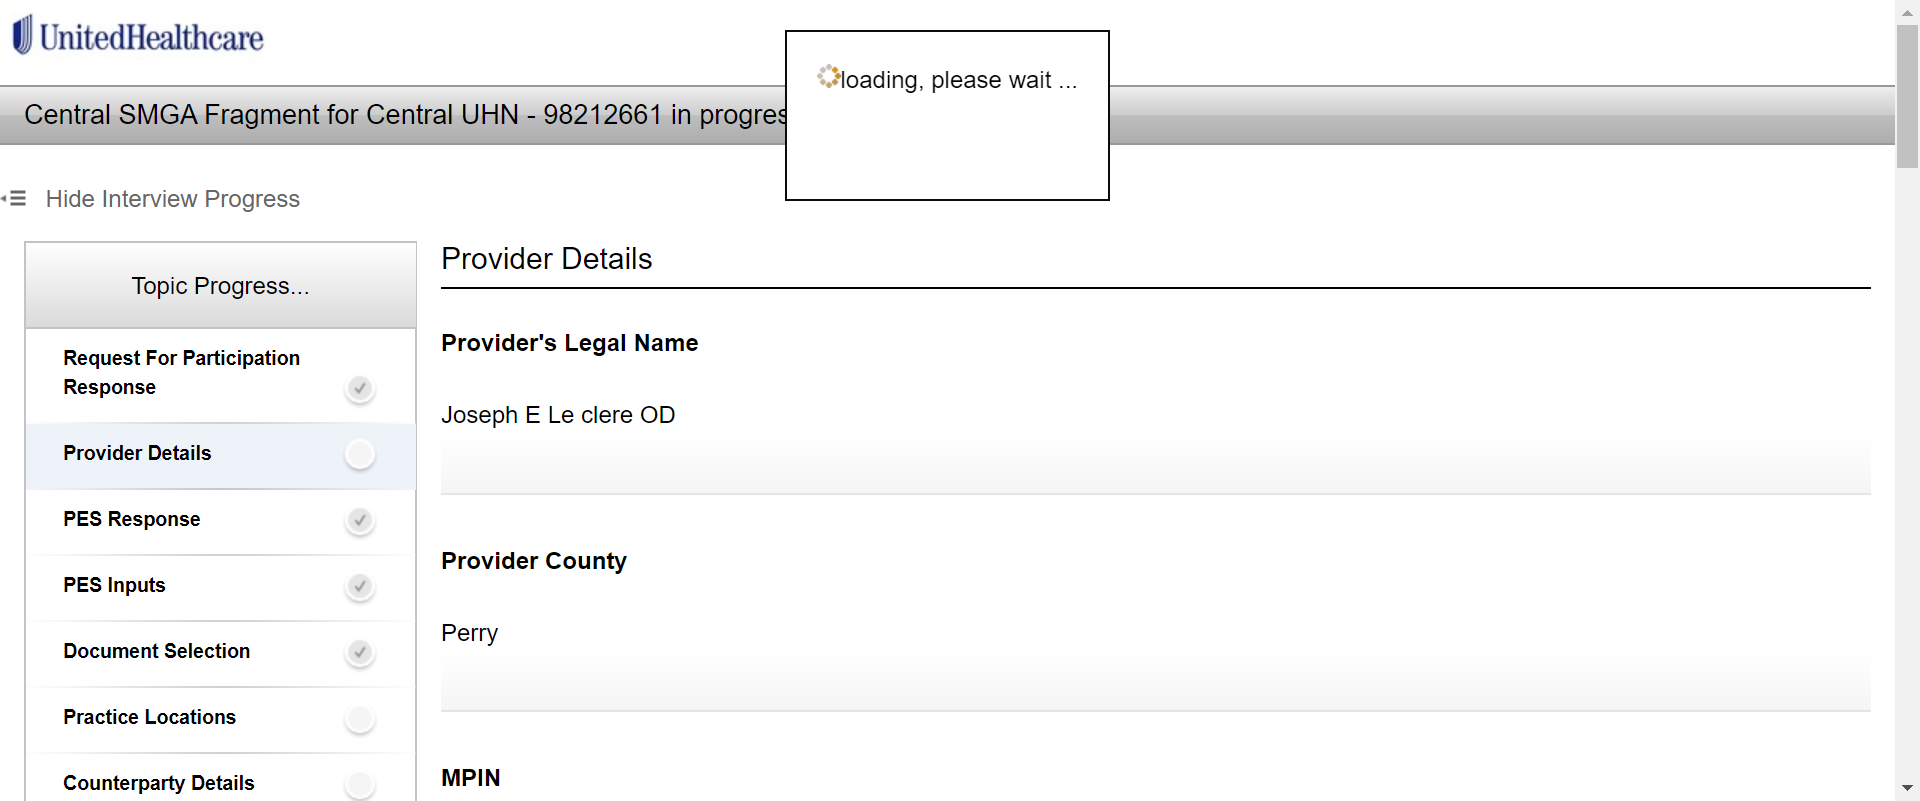 UnitedHealthcare
loading, please wait ...
Central SMGA Fragment for Central UHN - 98212661 in progres
Hide Interview Progress
Topic Progress...
Request For Participation
Response
Provider Details
PES Response
PES Inputs
Document Selection
Practice Locations
Counterparty Details
Provider Details
Provider's Legal Name
Joseph E Le clere OD
Provider County
Perry
MPIN